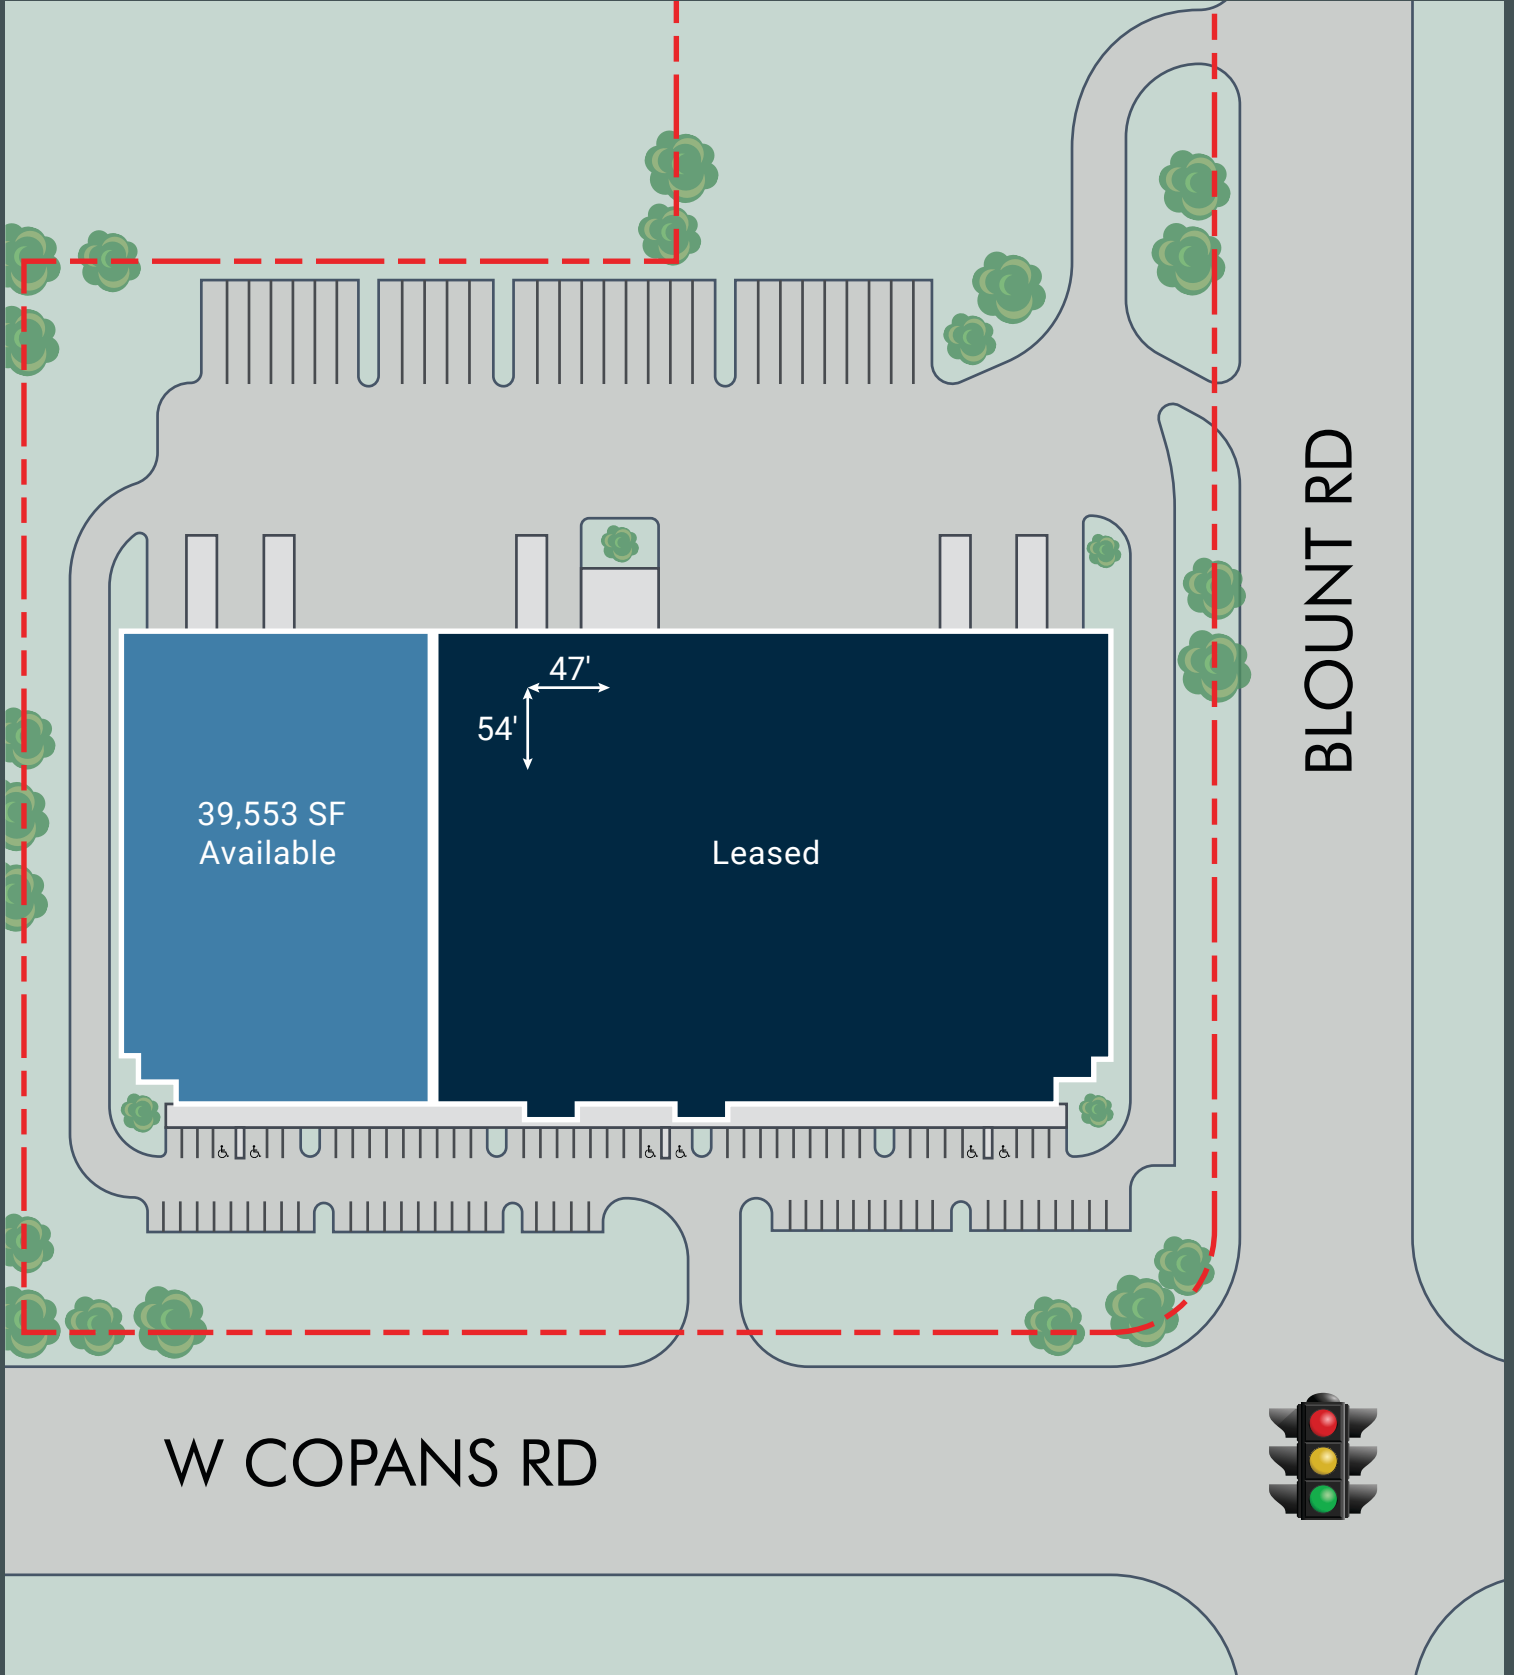 47'
54'
39,553 SF
Available
Leased
BLOUNT RD
W COPANS RD